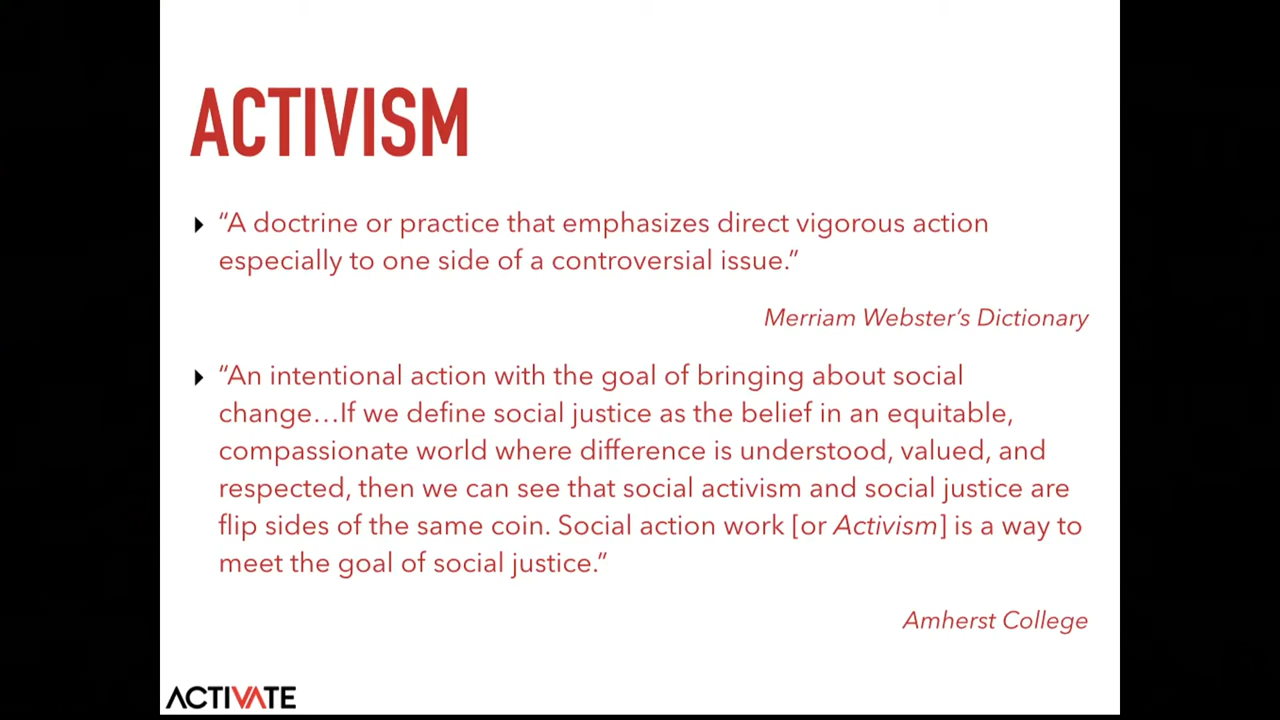 ACTIVISM
“A doctrine or practice that emphasizes direct vigorous action
especially to one side of a controversial issue.”
Merriam Webster’s Dictionary
“An intentional action with the goal of bringing about social
change…If we define social justice as the belief in an equitable,
compassionate world where difference is understood, valued, and
respected, then we can see that social activism and social justice are
flip sides of the same coin. Social action work [or Activism] is a way to
meet the goal of social justice.”
Amherst College
ACTIVATE